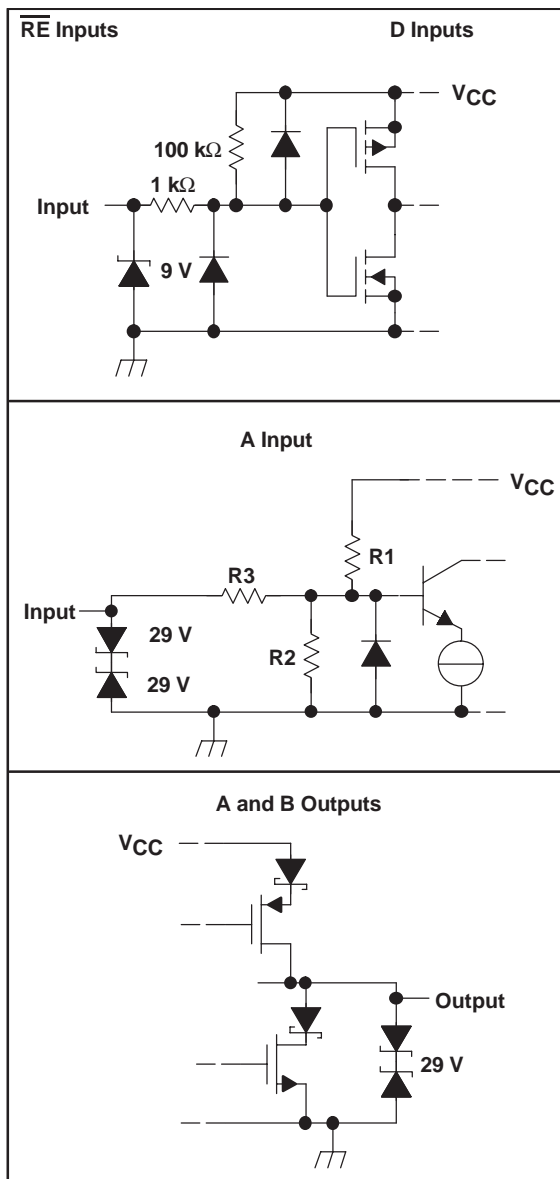 R̅E̅ Inputs D Inputs
VCC
100 kΩ
1 kΩ
Input
9 V
A Input
VCC
R1
R3
Input
29 V
R2
29 V
A and B Outputs
VCC
Output
29 V